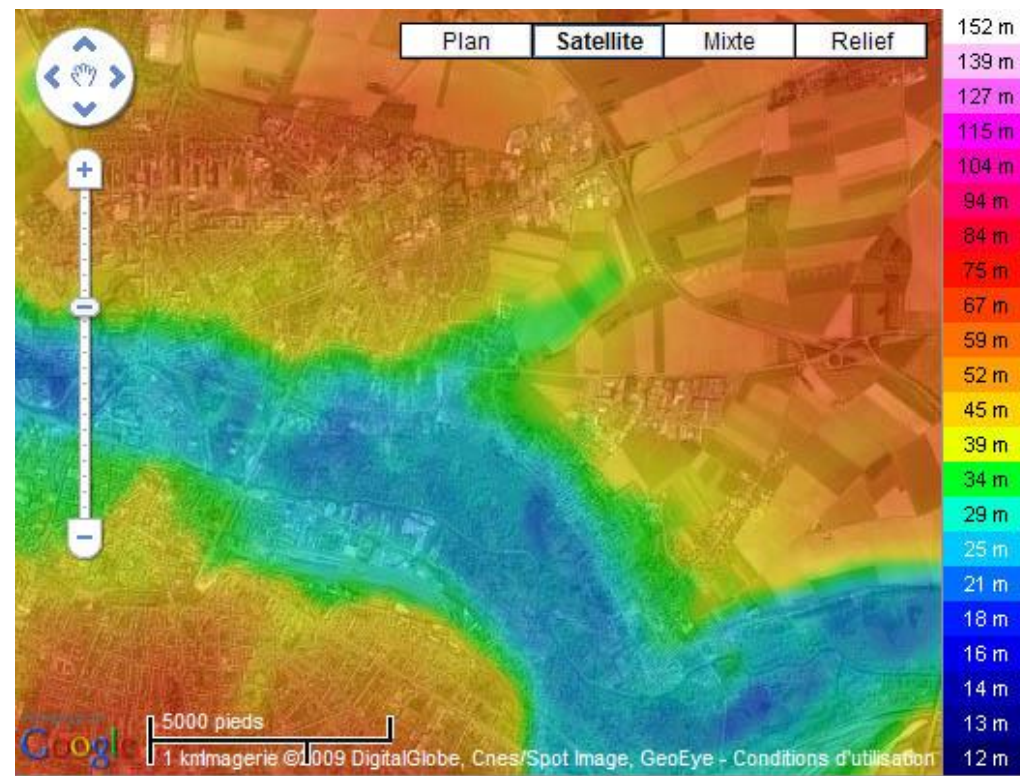 Plan Satellite Mixte Relief
152 m
139 m
127 m
115 m
104 m
94 m
84 m
75 m
67 m
59 m
52 m
45 m
39 m
34 m
29 m
25 m
21 m
18 m
16 m
14 m
13 m
12 m
5000 pieds
Google
1 km Imagerie ©2009 DigitalGlobe, Cnes/Spot Image, GeoEye - Conditions d'utilisation